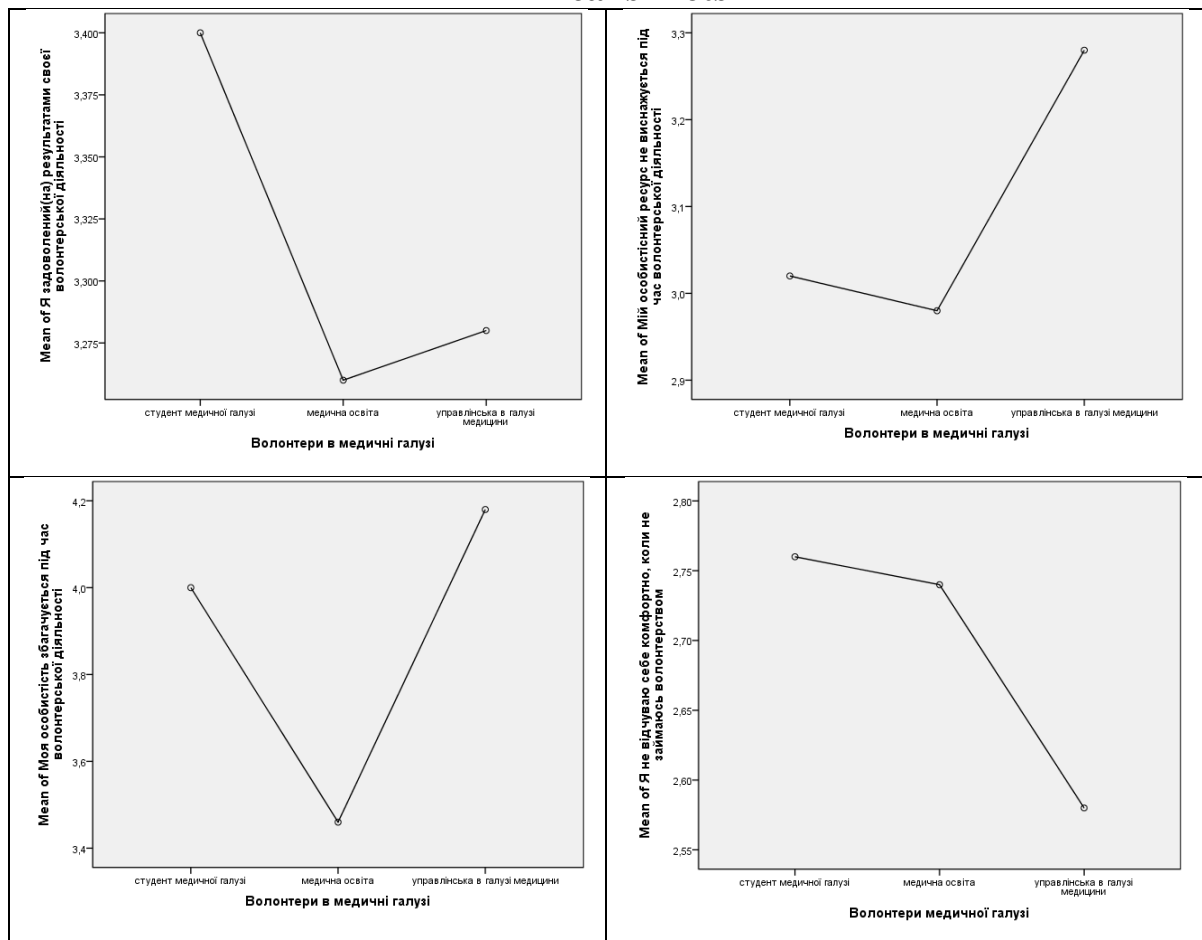 Mean of Я задоволений(на) результатами своєї
волонтерської діяльності
3,400
3,375
3,350
3,325
3,300
3,275
студент медичної галузі
медична освіта
управлінська в галузі
медицини
Волонтери в медичні галузі
Mean of Мій особистісний ресурс не виснажується під
час волонтерської діяльності
3,3
3,2
3,1
3,0
2,9
студент медичної галузі
медична освіта
управлінська в галузі медицини
Волонтери в медичні галузі
Mean of Моя особистість збагачується під час
волонтерської діяльності
4,2
4,0
3,8
3,6
3,4
студент медичної галузі
медична освіта
управлінська в галузі медицини
Волонтери в медичні галузі
Mean of Я не відчуваю себе комфортно, коли не
займаюсь волонтерством
2,80
2,75
2,70
2,65
2,60
2,55
студент медичної галузі
медична освіта
управлінська в галузі
медицини
Волонтери медичної галузі